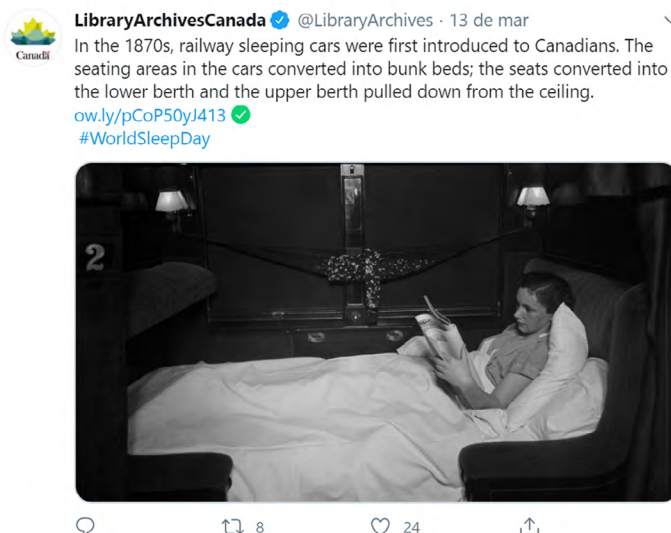 LibraryArchivesCanada @LibraryArchives · 13 de mar
Canada
In the 1870s, railway sleeping cars were first introduced to Canadians. The
seating areas in the cars converted into bunk beds; the seats converted into
the lower berth and the upper berth pulled down from the ceiling.
ow.ly/pCoP50yJ413
#WorldSleepDay
2
8
24